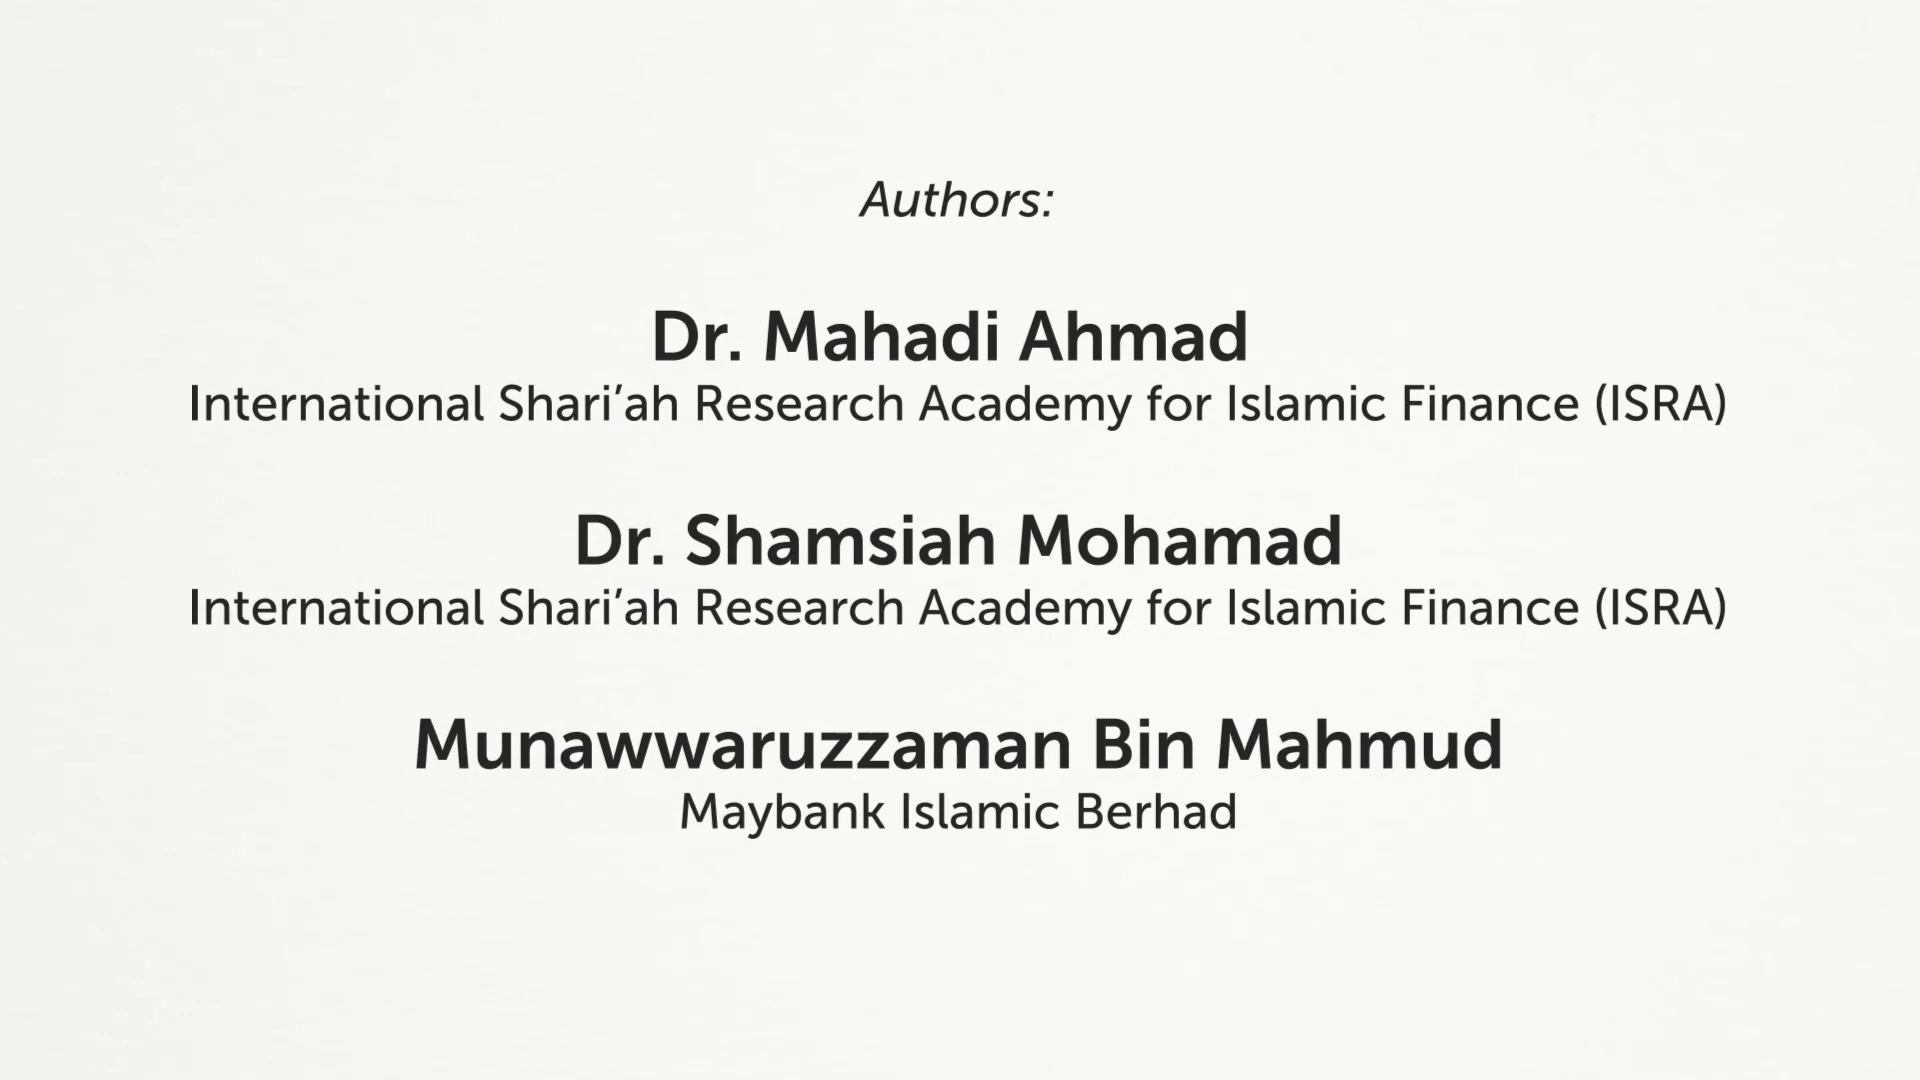 Authors:
Dr. Mahadi Ahmad
International Shari’ah Research Academy for Islamic Finance (ISRA)
Dr. Shamsiah Mohamad
International Shari’ah Research Academy for Islamic Finance (ISRA)
Munawwaruzzaman Bin Mahmud
Maybank Islamic Berhad